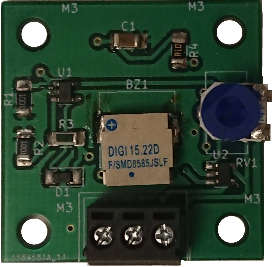 M3
M3
C1
R4
U1
BZ1
R1
R3
+
DIGI 15.22D
F/SMD8585JSLF
R2
U2
RV1
D1
M3
M3